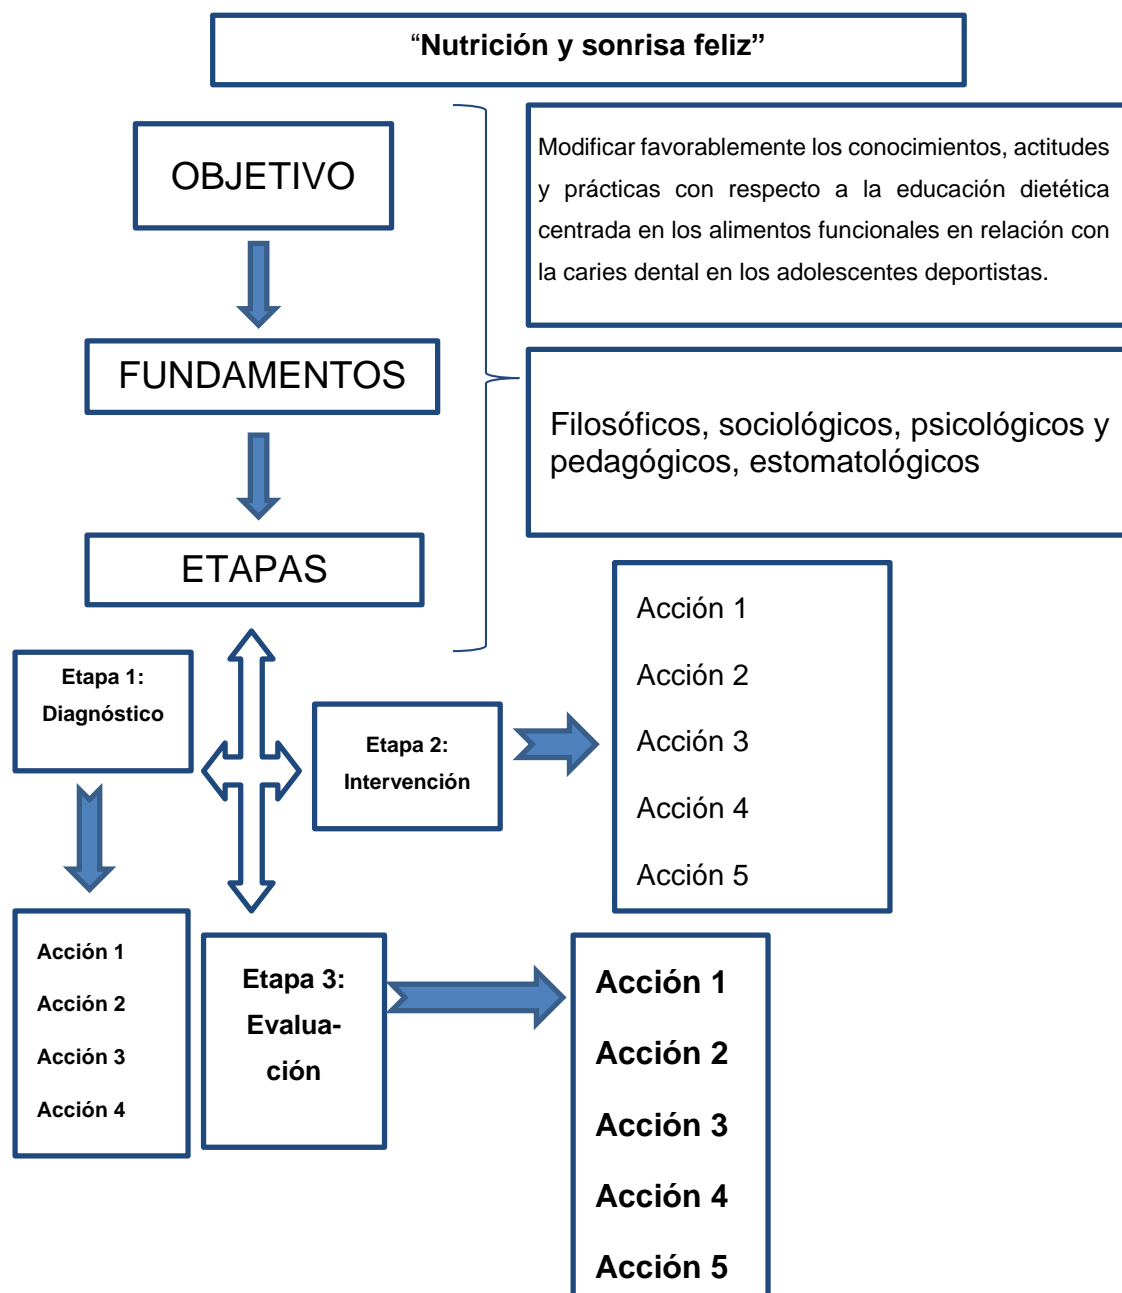 “Nutrición y sonrisa feliz”
OBJETIVO
Modificar favorablemente los conocimientos, actitudes
y prácticas con respecto a la educación dietética
centrada en los alimentos funcionales en relación con
la caries dental en los adolescentes deportistas.
FUNDAMENTOS
Filosóficos, sociológicos, psicológicos y
pedagógicos, estomatológicos
ETAPAS
Etapa 1:
Diagnóstico
Acción 1
Acción 2
Acción 3
Acción 4
Etapa 2:
Intervención
Acción 1
Acción 2
Acción 3
Acción 4
Acción 5
Etapa 3:
Evalua-
ción
Acción 1
Acción 2
Acción 3
Acción 4
Acción 5